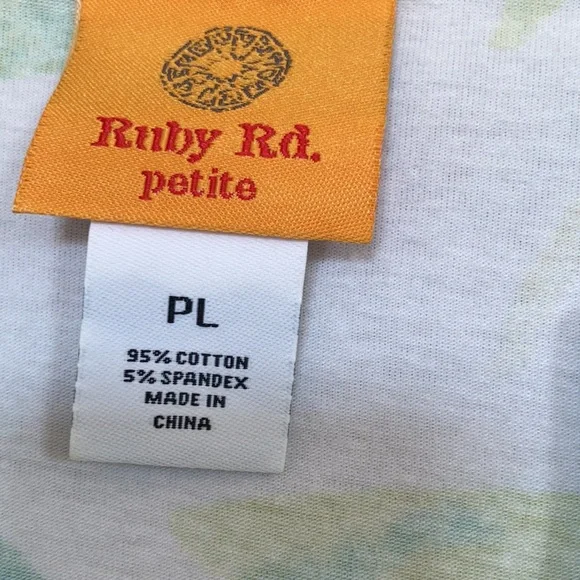 Ruby Rd.
petite
PL
95% COTTON
5% SPANDEX
MADE IN
CHINA